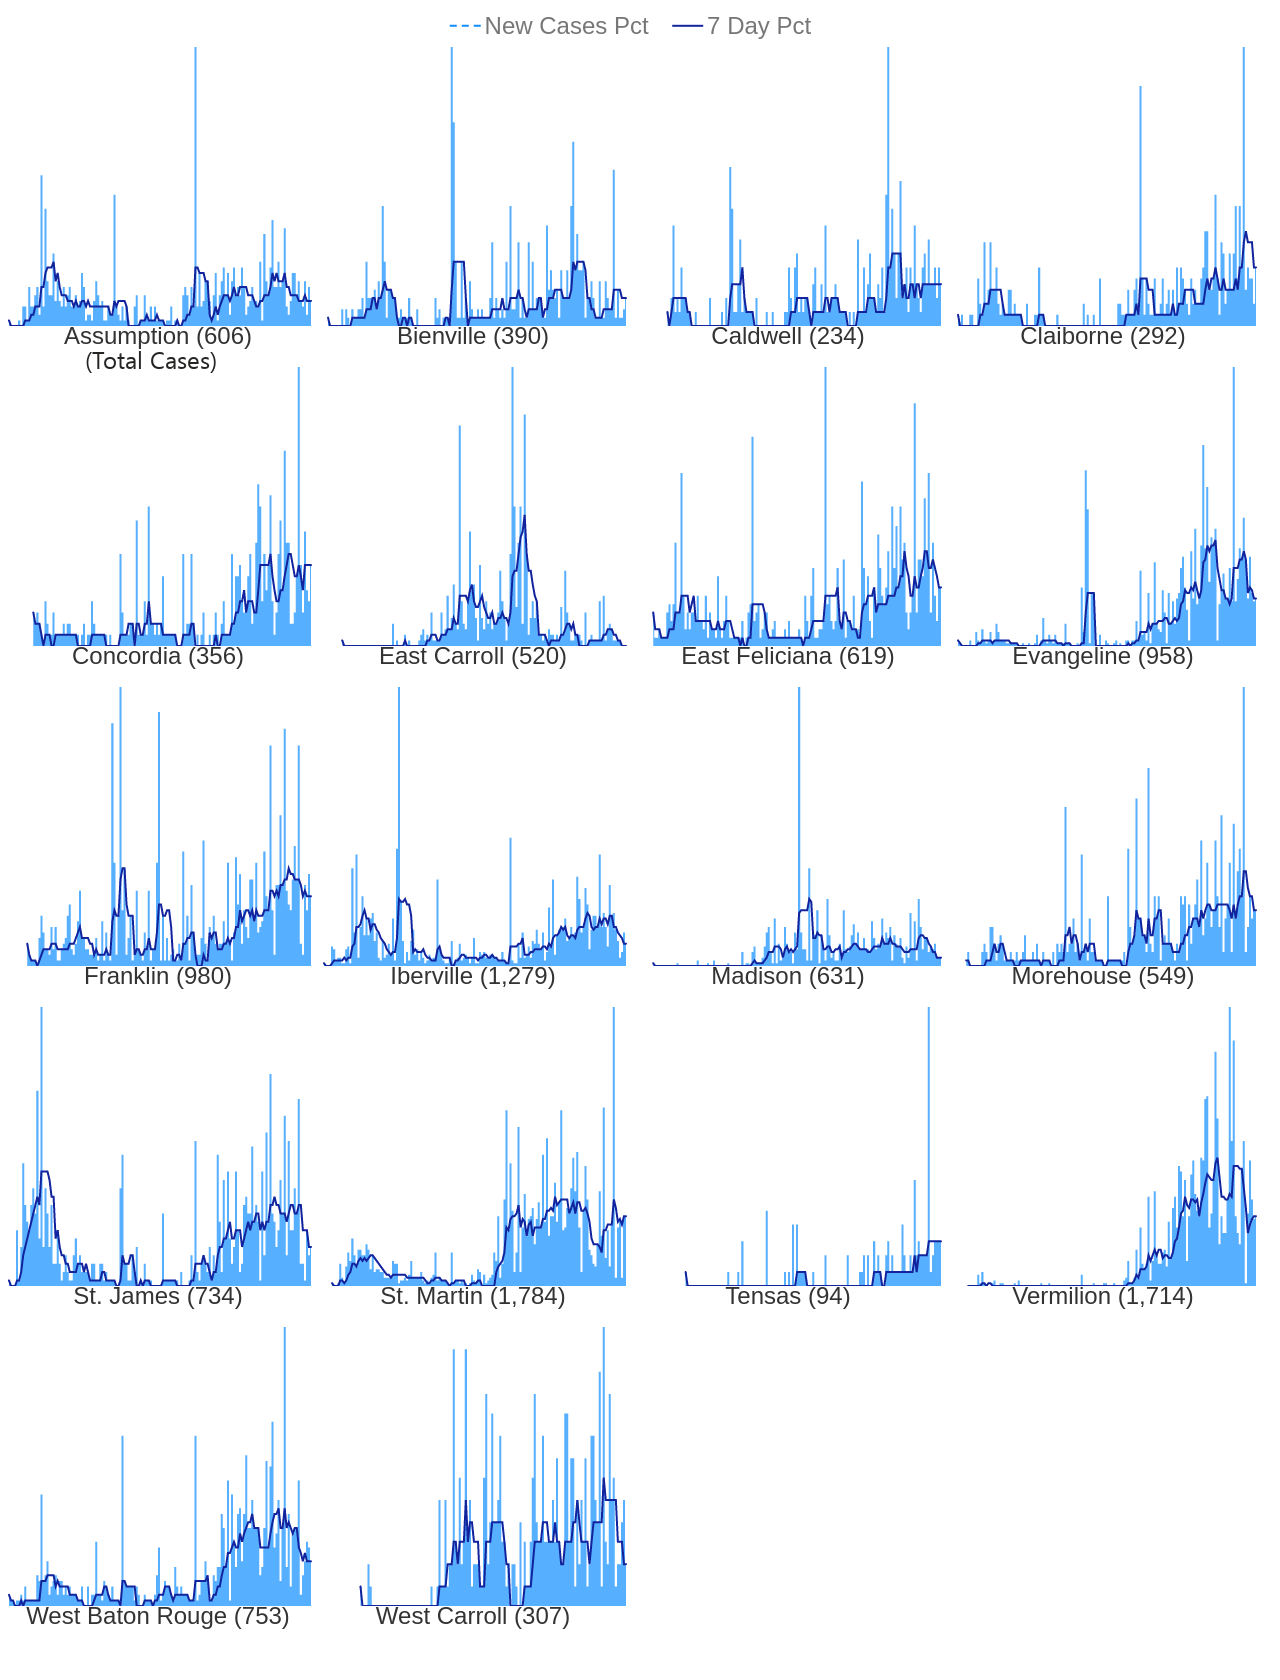 New Cases Pct 7 Day Pct
Assumption (606) Bienville (390) Caldwell (234) Claiborne (292)
(Total Cases)
Concordia (356) East Carroll (520) East Feliciana (619) Evangeline (958)
Franklin (980) Iberville (1,279) Madison (631) Morehouse (549)
St. James (734) St. Martin (1,784) Tensas (94) Vermilion (1,714)
West Baton Rouge (753) West Carroll (307)